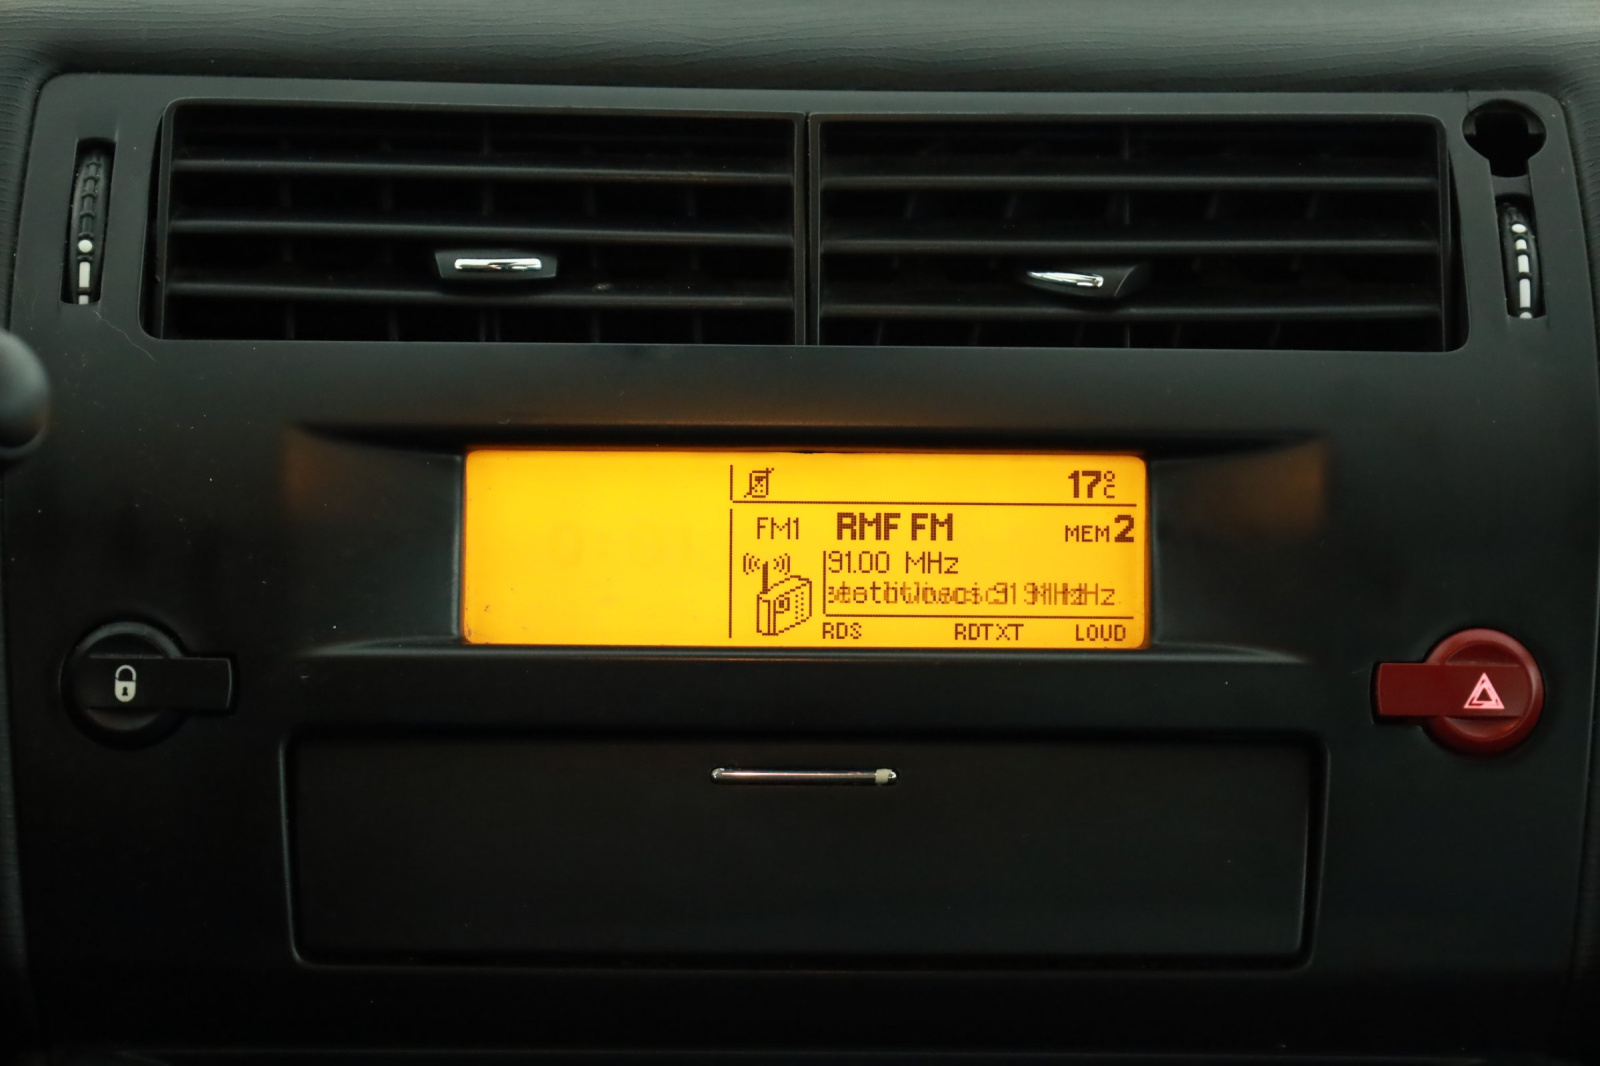 17°C
FM1 RMF FM MEM 2
91.00 MHz
RDS RDTXT LOUD